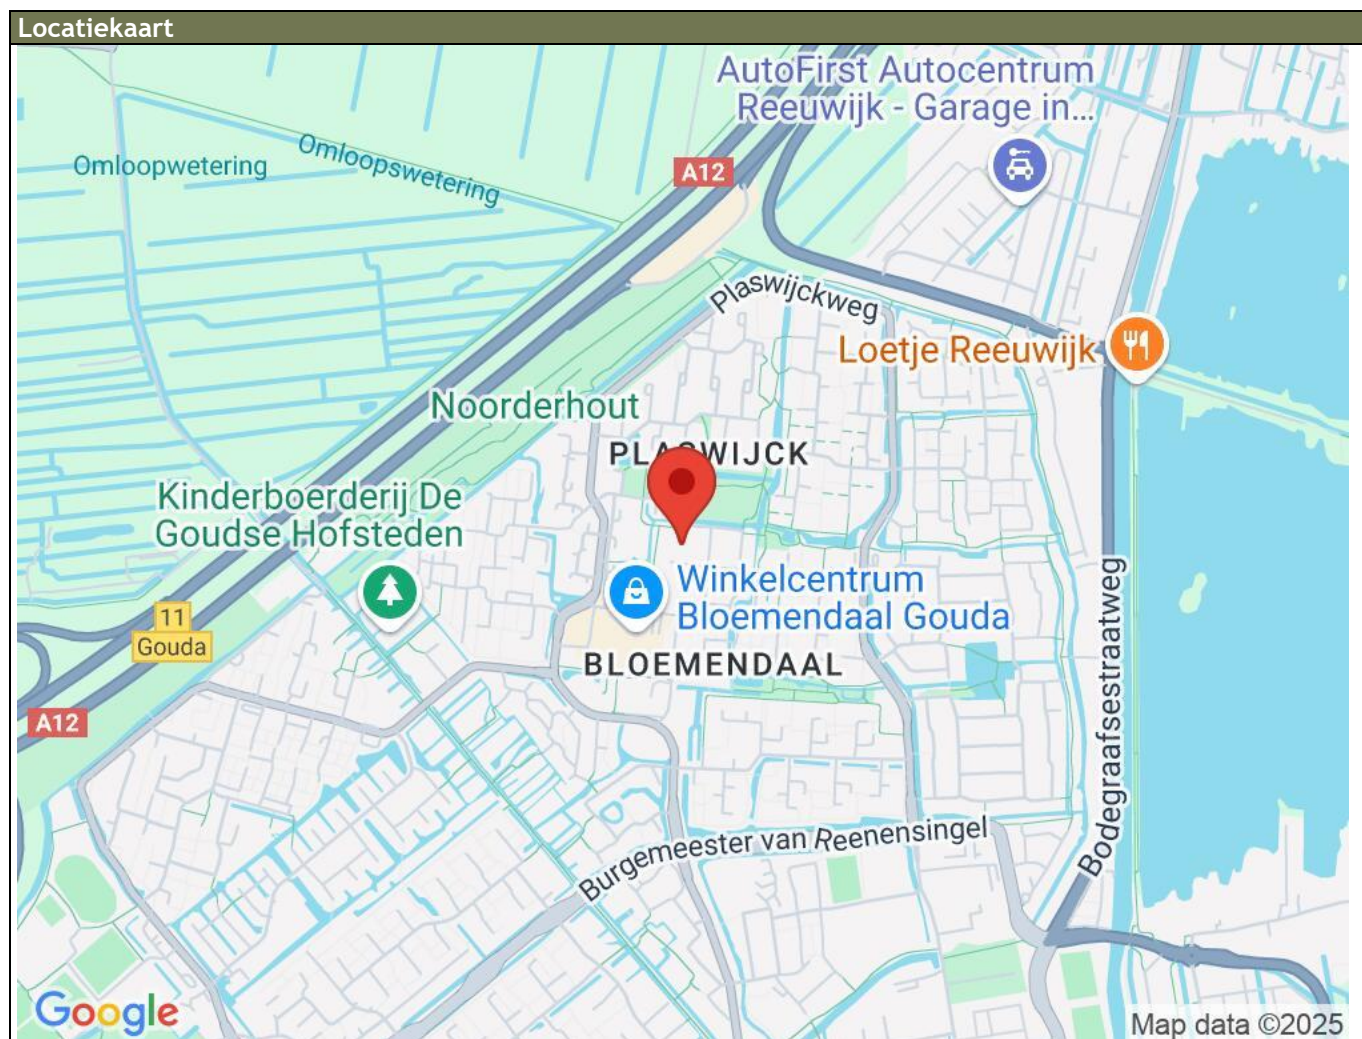 Locatiekaart
AutoFirst Autocentrum
Reeuwijk - Garage in...
Omloopwetering
Omloopswetering
A12
Plaswijckweg
Loetje Reeuwijk
Noorderhout
PLASWIJCK
Kinderboerderij De
Goudse Hofsteden
Winkelcentrum
Bloemendaal Gouda
11
Gouda
BLOEMENDAAL
A12
Bodegraafsestraatweg
Burgemeester van Reenensingel
Google
Map data ©2025